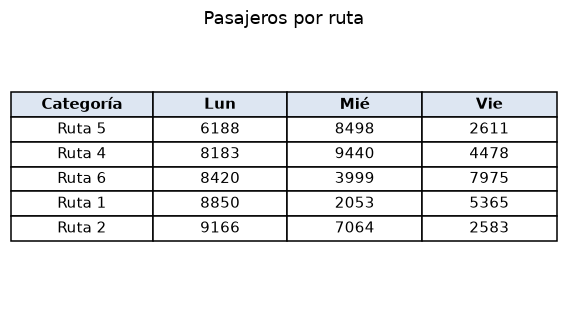 Pasajeros por ruta
Categoría Lun Mié Vie
Ruta 5 6188 8498 2611
Ruta 4 8183 9440 4478
Ruta 6 8420 3999 7975
Ruta 1 8850 2053 5365
Ruta 2 9166 7064 2583